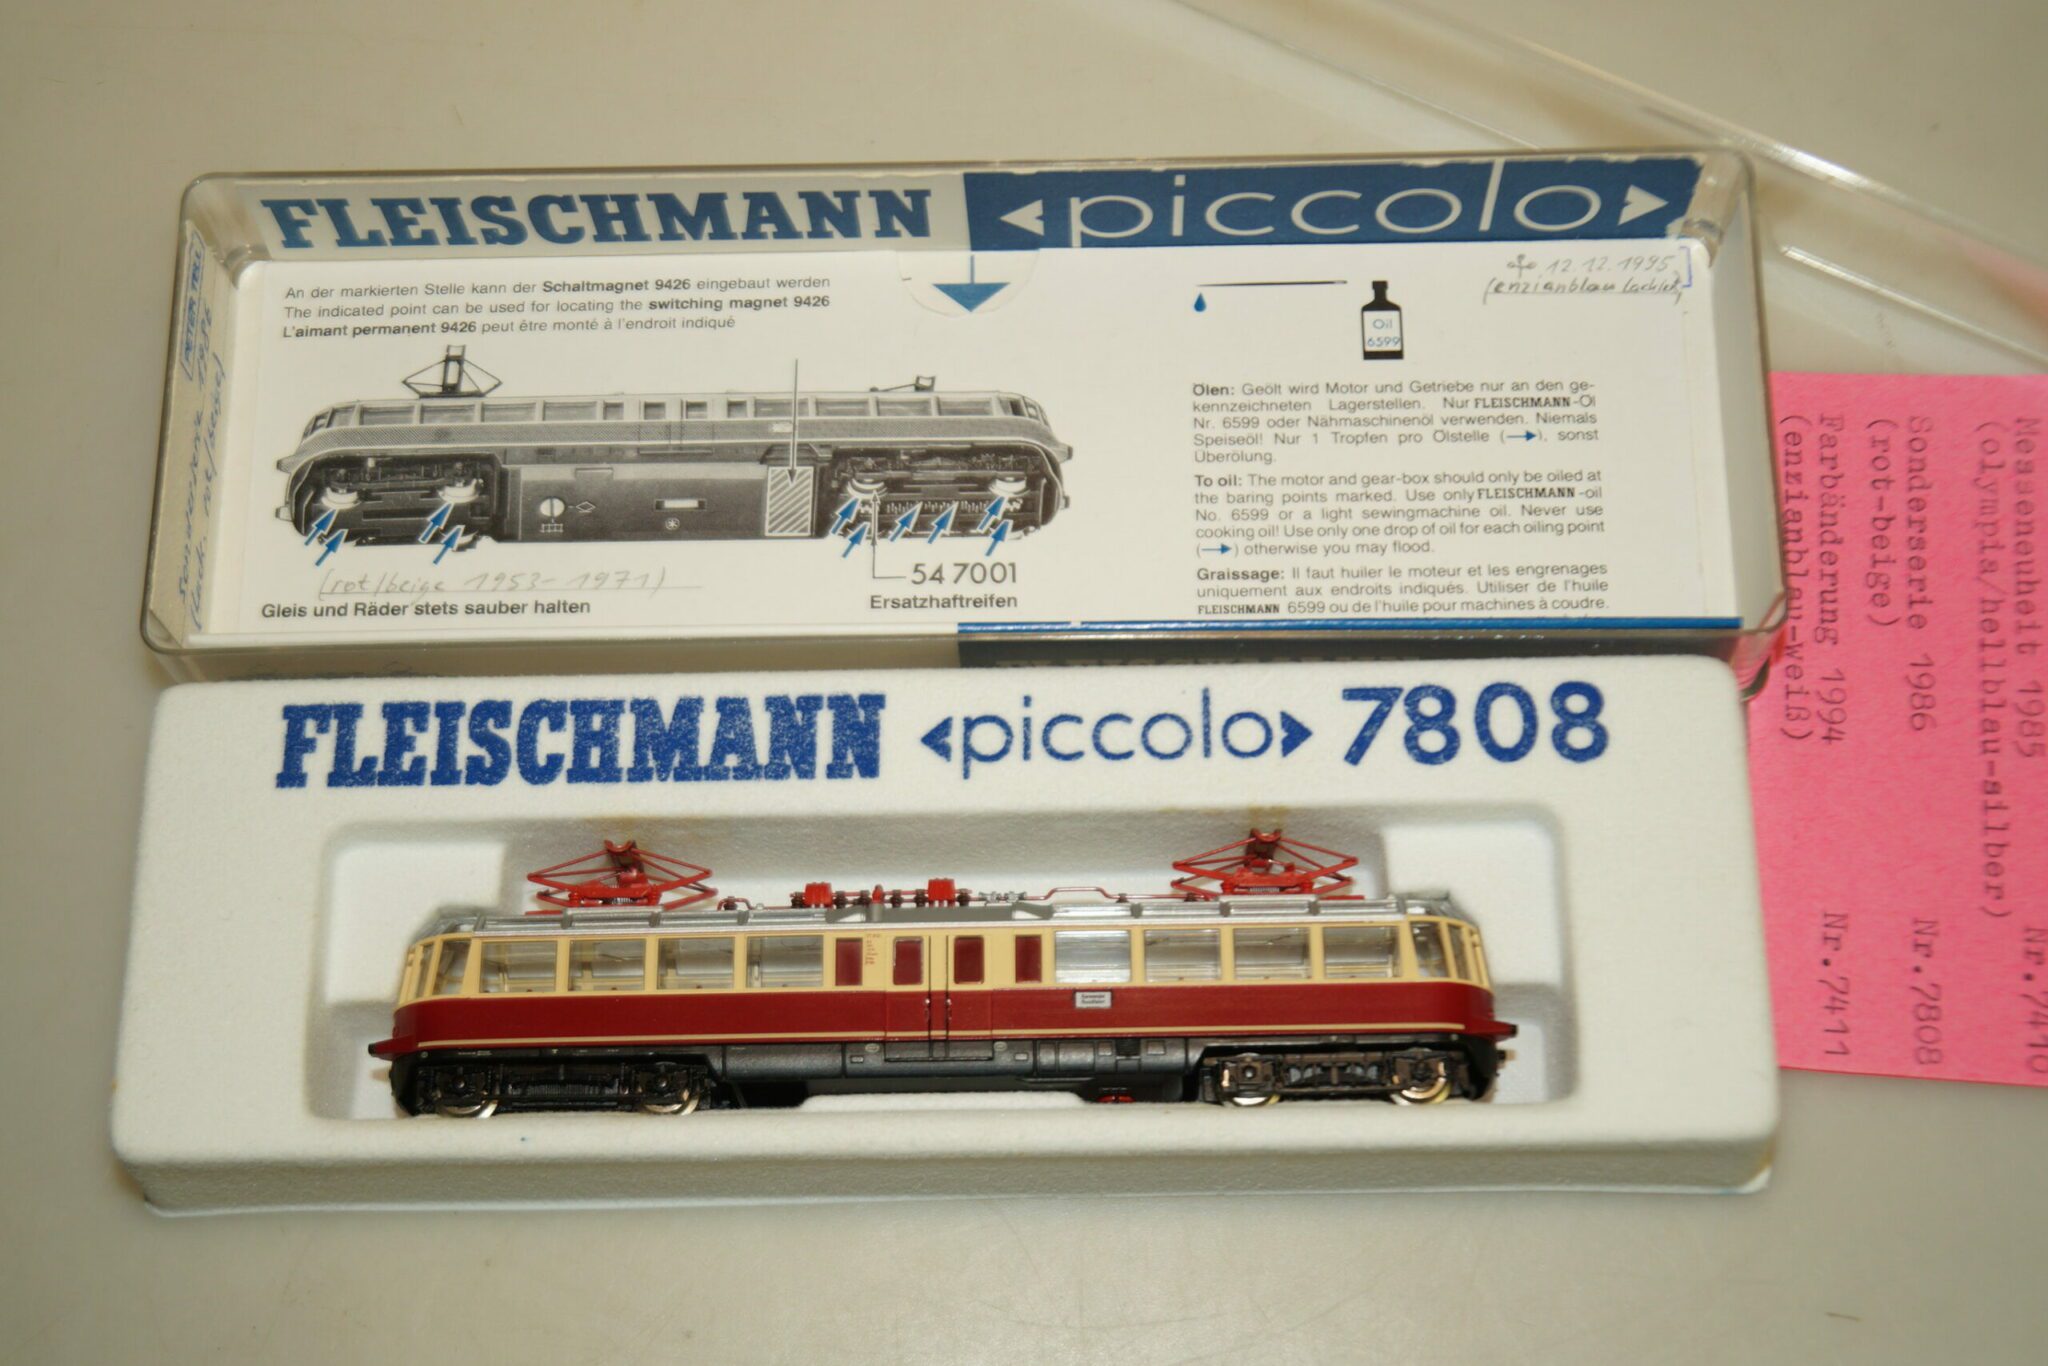 FLEISCHMANN <piccolo>
An der markierten Stelle kann der Schaltmagnet 9426 eingebaut werden
The indicated point can be used for locating the switching magnet 9426
L'aimant permanent 9426 peut être monté à l'endroit indiqué
12.12.1995
(enzianblau
Oil
6599
Ölen: Geölt wird Motor und Getriebe nur an den ge-
kennzeichneten Lagerstellen. Nur FLEISCHMANN-Öl
Nr. 6599 oder Nähmaschinenöl verwenden. Niemals
Speiseöl! Nur 1 Tropfen pro Ölstelle (→), sonst
Überölung.
To oil: The motor and gear-box should only be oiled at
the baring points marked. Use only FLEISCHMANN-oil
No. 6599 or a light sewingmachine oil. Never use
cooking oil! Use only one drop of oil for each oiling point
(→) otherwise you may flood.
Graissage: Il faut huiler le moteur et les engrenages
uniquement aux endroits indiqués. Utiliser de l'huile
FLEISCHMANN 6599 ou de l'huile pour machines à coudre.
54 7001
Ersatzhaftreifen
(rot/beige 1953-1971)
Gleis und Räder stets sauber halten
PETER TILL
Sonderserie 1986
rot/beige)
FLEISCHMANN <piccolo> 7808
Messeneuheit 1985 Nr.7410
(olympia/hellblau-silber)
Sonderserie 1986 Nr.7808
(rot-beige)
Farbänderung 1994 Nr.7411
(enzianblau-weiß)